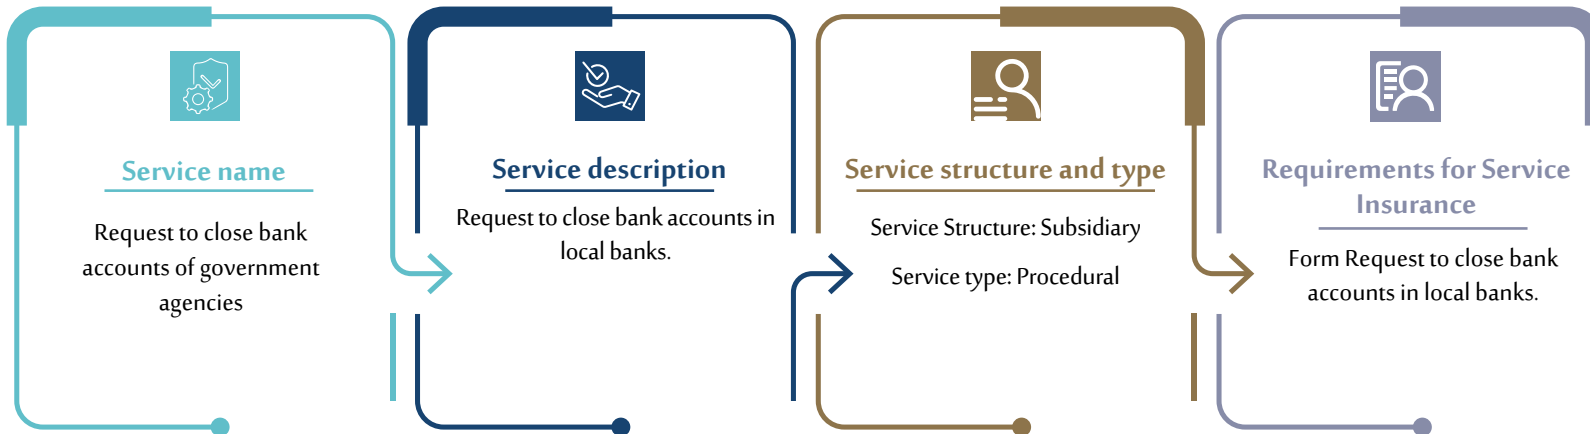 Service name
Request to close bank
accounts of government
agencies
Service description
Request to close bank accounts in
local banks.
Service structure and type
Service Structure: Subsidiary
Service type: Procedural
Requirements for Service
Insurance
Form Request to close bank
accounts in local banks.